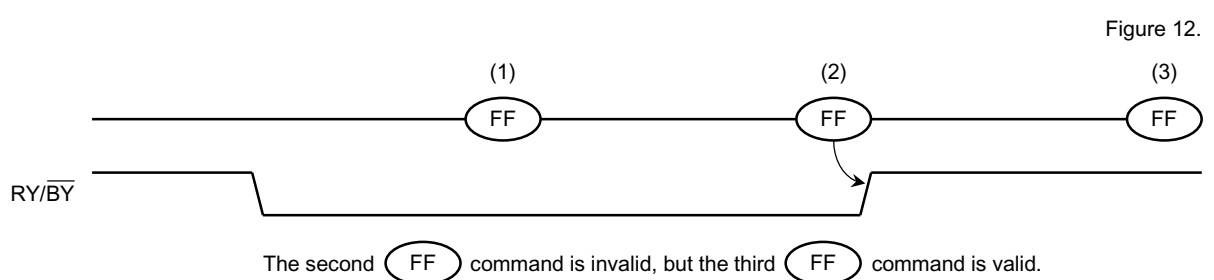 Figure 12.
(1) (2) (3)
FF FF FF
RY/B̅Y̅
The second FF command is invalid, but the third FF command is valid.